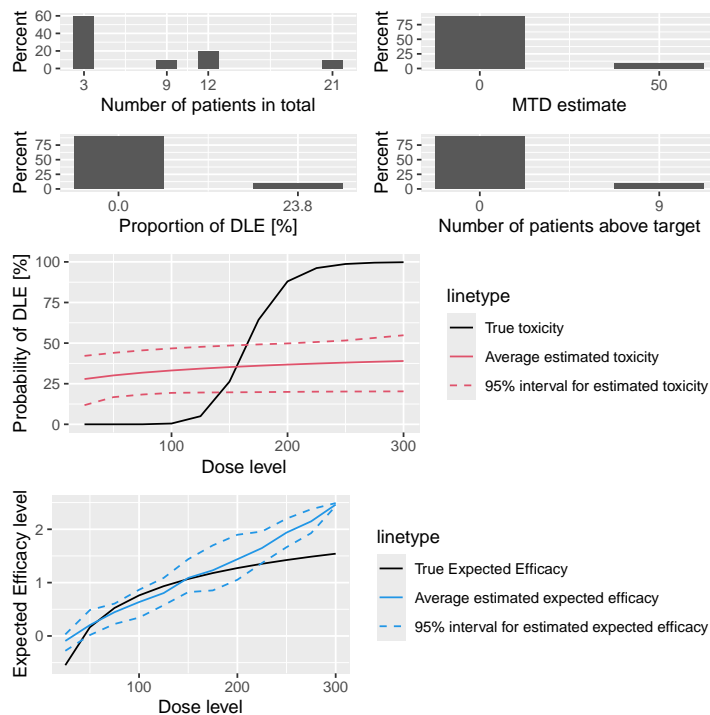 Percent
60
40
20
0
3 9 12 21
Number of patients in total
Percent
75
50
25
0
0 50
MTD estimate
Percent
75
50
25
0
0.0 23.8
Proportion of DLE [%]
Percent
75
50
25
0
0 9
Number of patients above target
Probability of DLE [%]
100
75
50
25
0
100 200 300
Dose level
linetype
True toxicity
Average estimated toxicity
95% interval for estimated toxicity
Expected Efficacy level
2
1
0
100 200 300
Dose level
linetype
True Expected Efficacy
Average estimated expected efficacy
95% interval for estimated expected efficacy